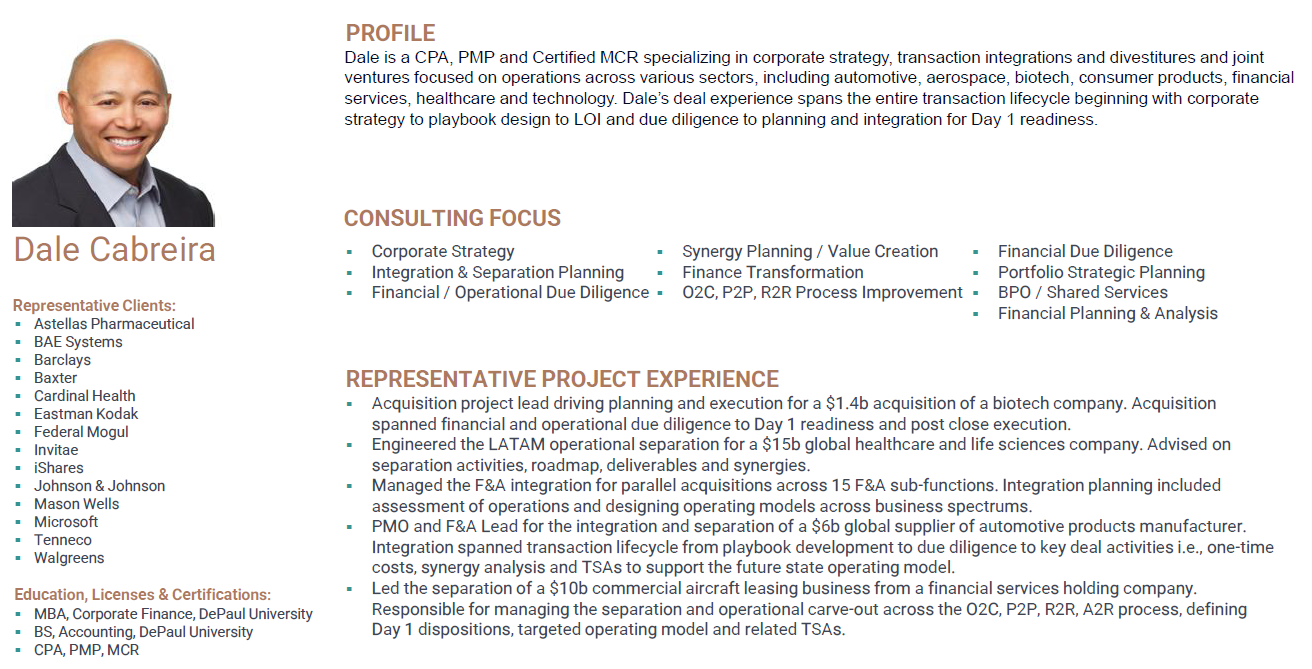 Dale Cabreira
Representative Clients:
▪ Astellas Pharmaceutical
▪ BAE Systems
▪ Barclays
▪ Baxter
▪ Cardinal Health
▪ Eastman Kodak
▪ Federal Mogul
▪ Invitae
▪ iShares
▪ Johnson & Johnson
▪ Mason Wells
▪ Microsoft
▪ Tenneco
▪ Walgreens
Education, Licenses & Certifications:
▪ MBA, Corporate Finance, DePaul University
▪ BS, Accounting, DePaul University
▪ CPA, PMP, MCR
PROFILE
Dale is a CPA, PMP and Certified MCR specializing in corporate strategy, transaction integrations and divestitures and joint
ventures focused on operations across various sectors, including automotive, aerospace, biotech, consumer products, financial
services, healthcare and technology. Dale’s deal experience spans the entire transaction lifecycle beginning with corporate
strategy to playbook design to LOI and due diligence to planning and integration for Day 1 readiness.
CONSULTING FOCUS
▪ Corporate Strategy
▪ Integration & Separation Planning
▪ Financial / Operational Due Diligence
▪ Synergy Planning / Value Creation
▪ Finance Transformation
▪ O2C, P2P, R2R Process Improvement
▪ Financial Due Diligence
▪ Portfolio Strategic Planning
▪ BPO / Shared Services
▪ Financial Planning & Analysis
REPRESENTATIVE PROJECT EXPERIENCE
▪ Acquisition project lead driving planning and execution for a $1.4b acquisition of a biotech company. Acquisition
spanned financial and operational due diligence to Day 1 readiness and post close execution.
▪ Engineered the LATAM operational separation for a $15b global healthcare and life sciences company. Advised on
separation activities, roadmap, deliverables and synergies.
▪ Managed the F&A integration for parallel acquisitions across 15 F&A sub-functions. Integration planning included
assessment of operations and designing operating models across business spectrums.
▪ PMO and F&A Lead for the integration and separation of a $6b global supplier of automotive products manufacturer.
Integration spanned transaction lifecycle from playbook development to due diligence to key deal activities i.e., one-time
costs, synergy analysis and TSAs to support the future state operating model.
▪ Led the separation of a $10b commercial aircraft leasing business from a financial services holding company.
Responsible for managing the separation and operational carve-out across the O2C, P2P, R2R, A2R process, defining
Day 1 dispositions, targeted operating model and related TSAs.